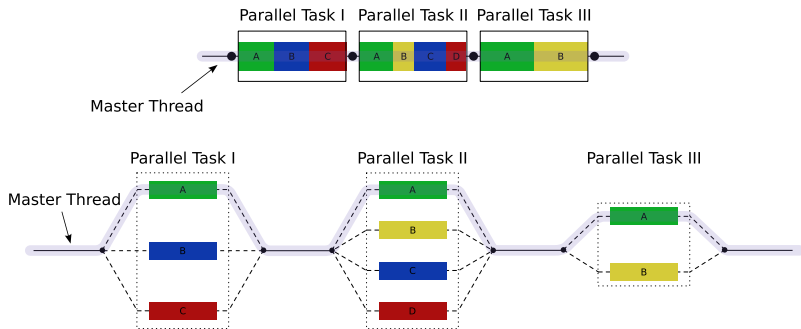 Parallel Task I Parallel Task II Parallel Task III
A B C A B C D A B
Master Thread
Parallel Task I Parallel Task II Parallel Task III
A A
Master Thread
A
B
B C B
C D